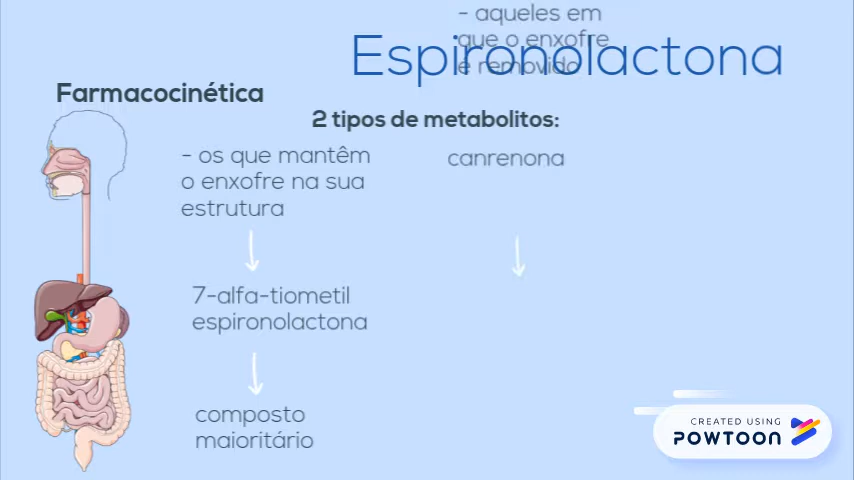 - aqueles em
que o enxofre
é removido
Espironolactona
Farmacocinética
2 tipos de metabolitos:
- os que mantêm
o enxofre na sua
estrutura
canrenona
7-alfa-tiometil
espironolactona
composto
maioritário
CREATED USING
POWTOON